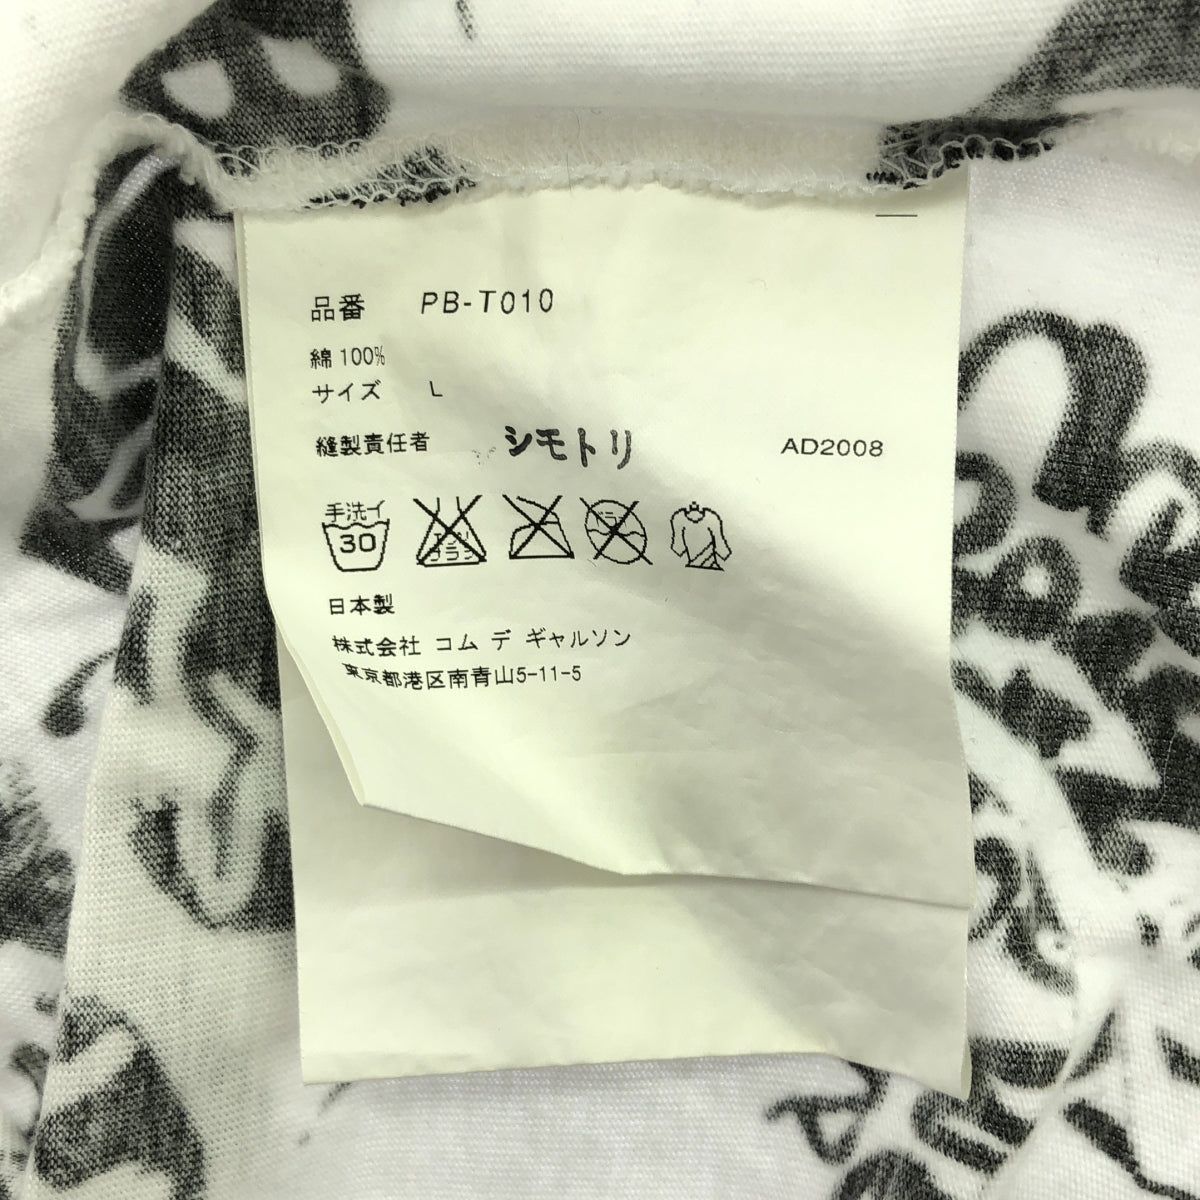 品番 PB-T010
綿 100%
サイズ L
縫製責任者 シモトリ AD2008
手洗イ
30
日本製
株式会社 コム デ ギャルソン
東京都港区南青山5-11-5